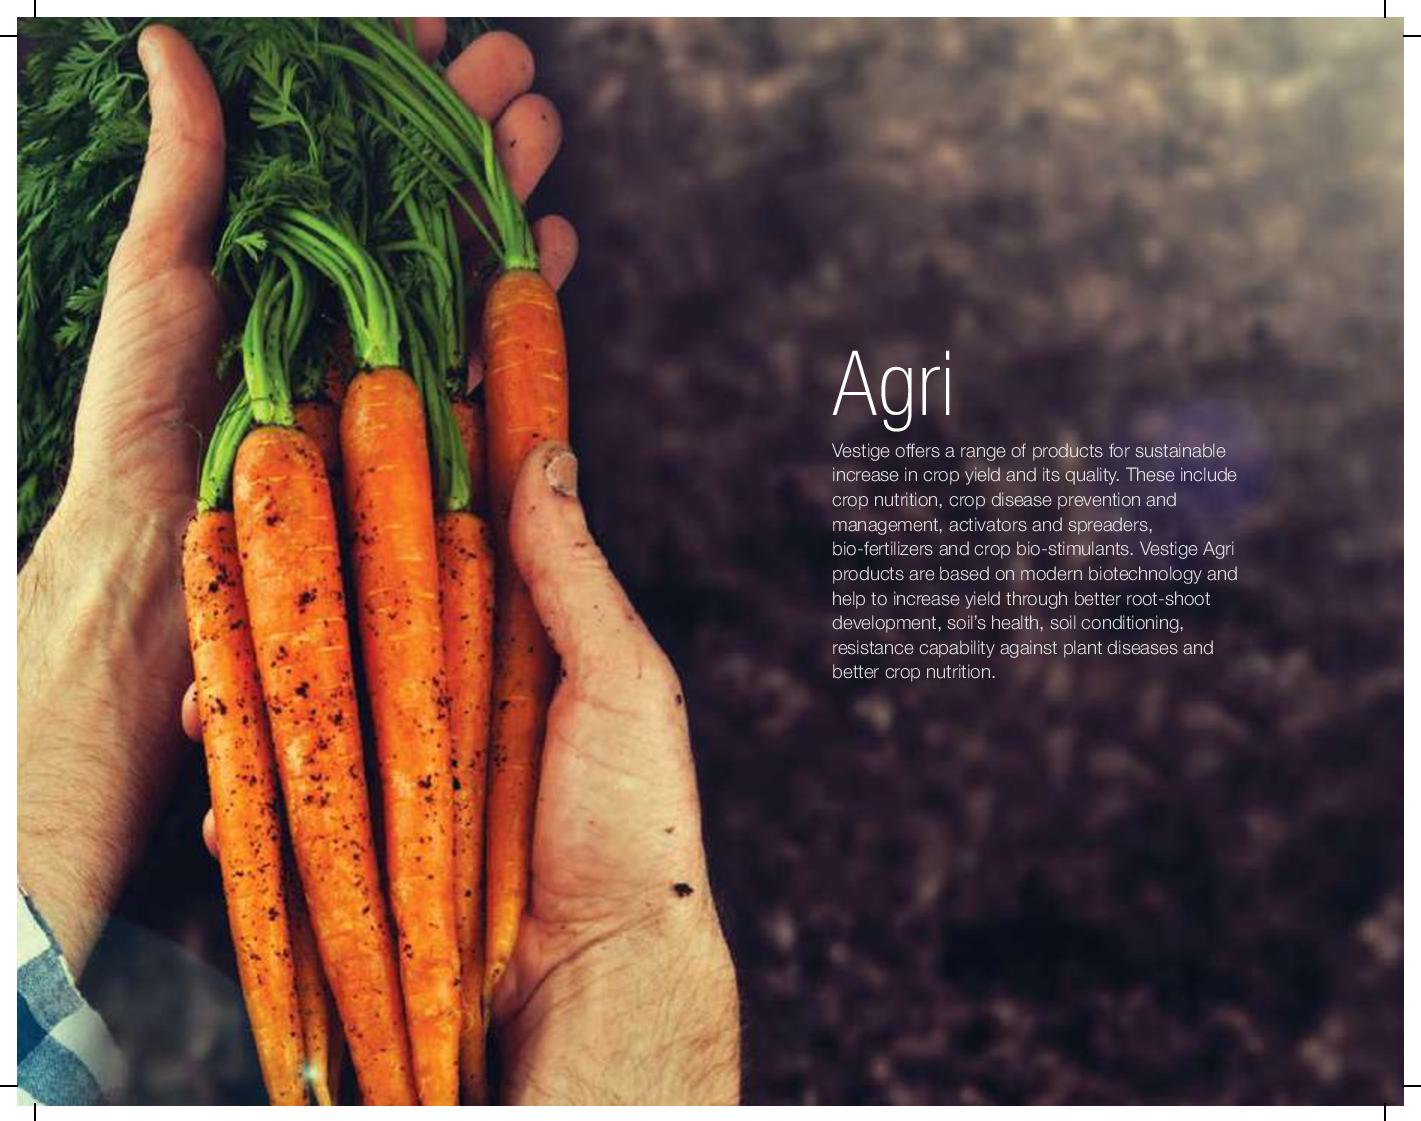 Agri
Vestige offers a range of products for sustainable
increase in crop yield and its quality. These include
crop nutrition, crop disease prevention and
management, activators and spreaders,
bio-fertilizers and crop bio-stimulants. Vestige Agri
products are based on modern biotechnology and
help to increase yield through better root-shoot
development, soil's health, soil conditioning,
resistance capability against plant diseases and
better crop nutrition.